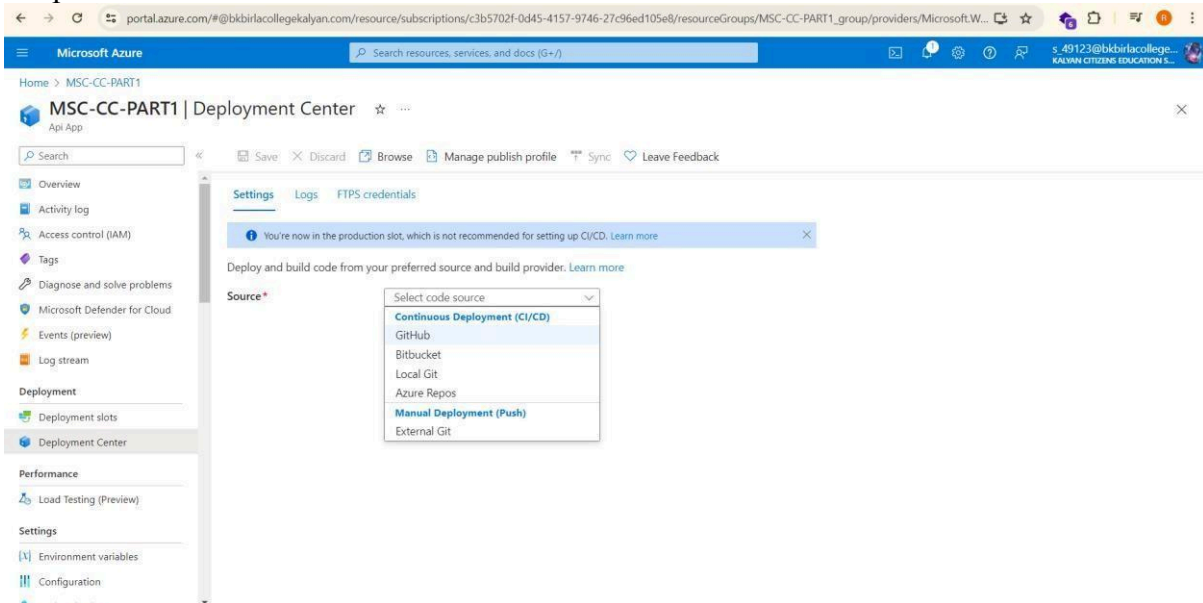 portal.azure.com/#@bkbirlacollegekalyan.com/resource/subscriptions/c3b5702f-0d45-4157-9746-27c96ed105e8/resourceGroups/MSC-CC-PART1_group/providers/Microsoft.W...
6
R
Microsoft Azure
Search resources, services, and docs (G+/)
s_49123@bkbirlacollege...
KALYAN CITIZENS EDUCATION S...
Home > MSC-CC-PART1
MSC-CC-PART1 | Deployment Center ...
Api App
Search
Save Discard Browse Manage publish profile Sync Leave Feedback
Overview
Activity log
Access control (IAM)
Tags
Diagnose and solve problems
Microsoft Defender for Cloud
Events (preview)
Log stream
Deployment
Deployment slots
Deployment Center
Performance
Load Testing (Preview)
Settings
Environment variables
Configuration
Settings Logs FTPS credentials
You're now in the production slot, which is not recommended for setting up CI/CD. Learn more
Deploy and build code from your preferred source and build provider. Learn more
Source*
Select code source
Continuous Deployment (CI/CD)
GitHub
Bitbucket
Local Git
Azure Repos
Manual Deployment (Push)
External Git